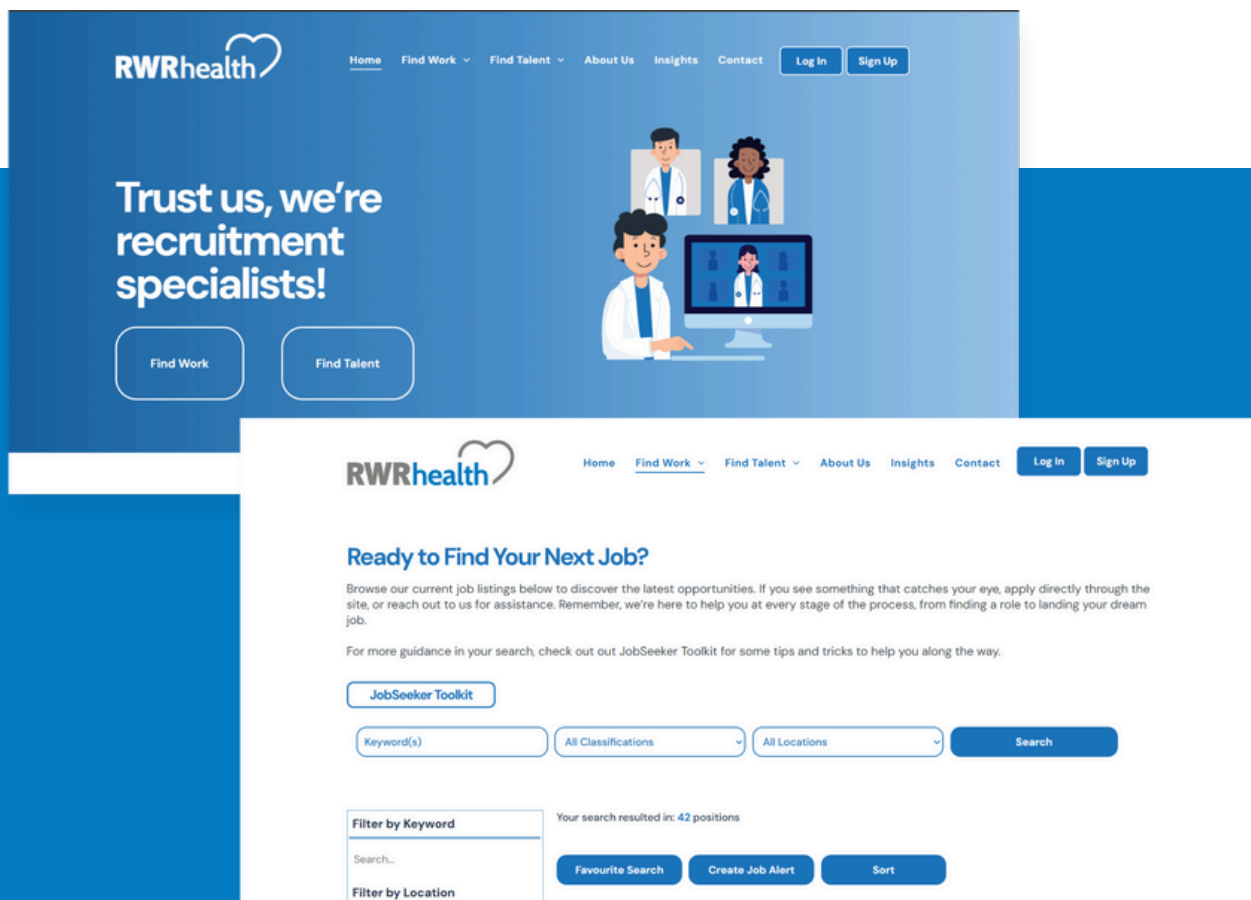 RWRhealth
Home Find Work Find Talent About Us Insights Contact Log In Sign Up
Trust us, we're
recruitment
specialists!
Find Work Find Talent
RWRhealth
Home Find Work Find Talent About Us Insights Contact Log In Sign Up
Ready to Find Your Next Job?
Browse our current job listings below to discover the latest opportunities. If you see something that catches your eye, apply directly through the
site, or reach out to us for assistance. Remember, we're here to help you at every stage of the process, from finding a role to landing your dream
job.
For more guidance in your search, check out out JobSeeker Toolkit for some tips and tricks to help you along the way.
JobSeeker Toolkit
Keyword(s) All Classifications All Locations Search
Filter by Keyword
Search...
Filter by Location
Your search resulted in: 42 positions
Favourite Search Create Job Alert Sort